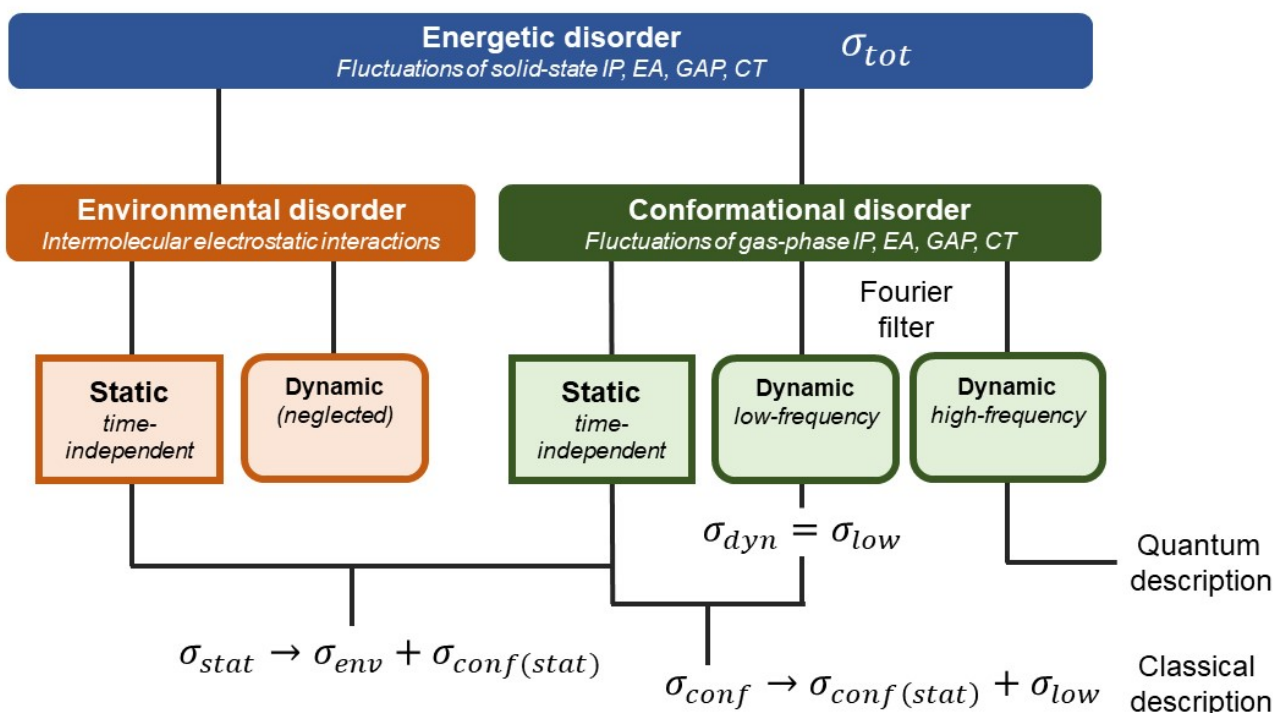 Energetic disorder
Fluctuations of solid-state IP, EA, GAP, CT
σ_tot
Environmental disorder
Intermolecular electrostatic interactions
Conformational disorder
Fluctuations of gas-phase IP, EA, GAP, CT
Fourier
filter
Static
time-
independent
Dynamic
(neglected)
Static
time-
independent
Dynamic
low-frequency
Dynamic
high-frequency
σ_dyn = σ_low
Quantum
description
σ_stat → σ_env + σ_conf(stat)
σ_conf → σ_conf(stat) + σ_low
Classical
description